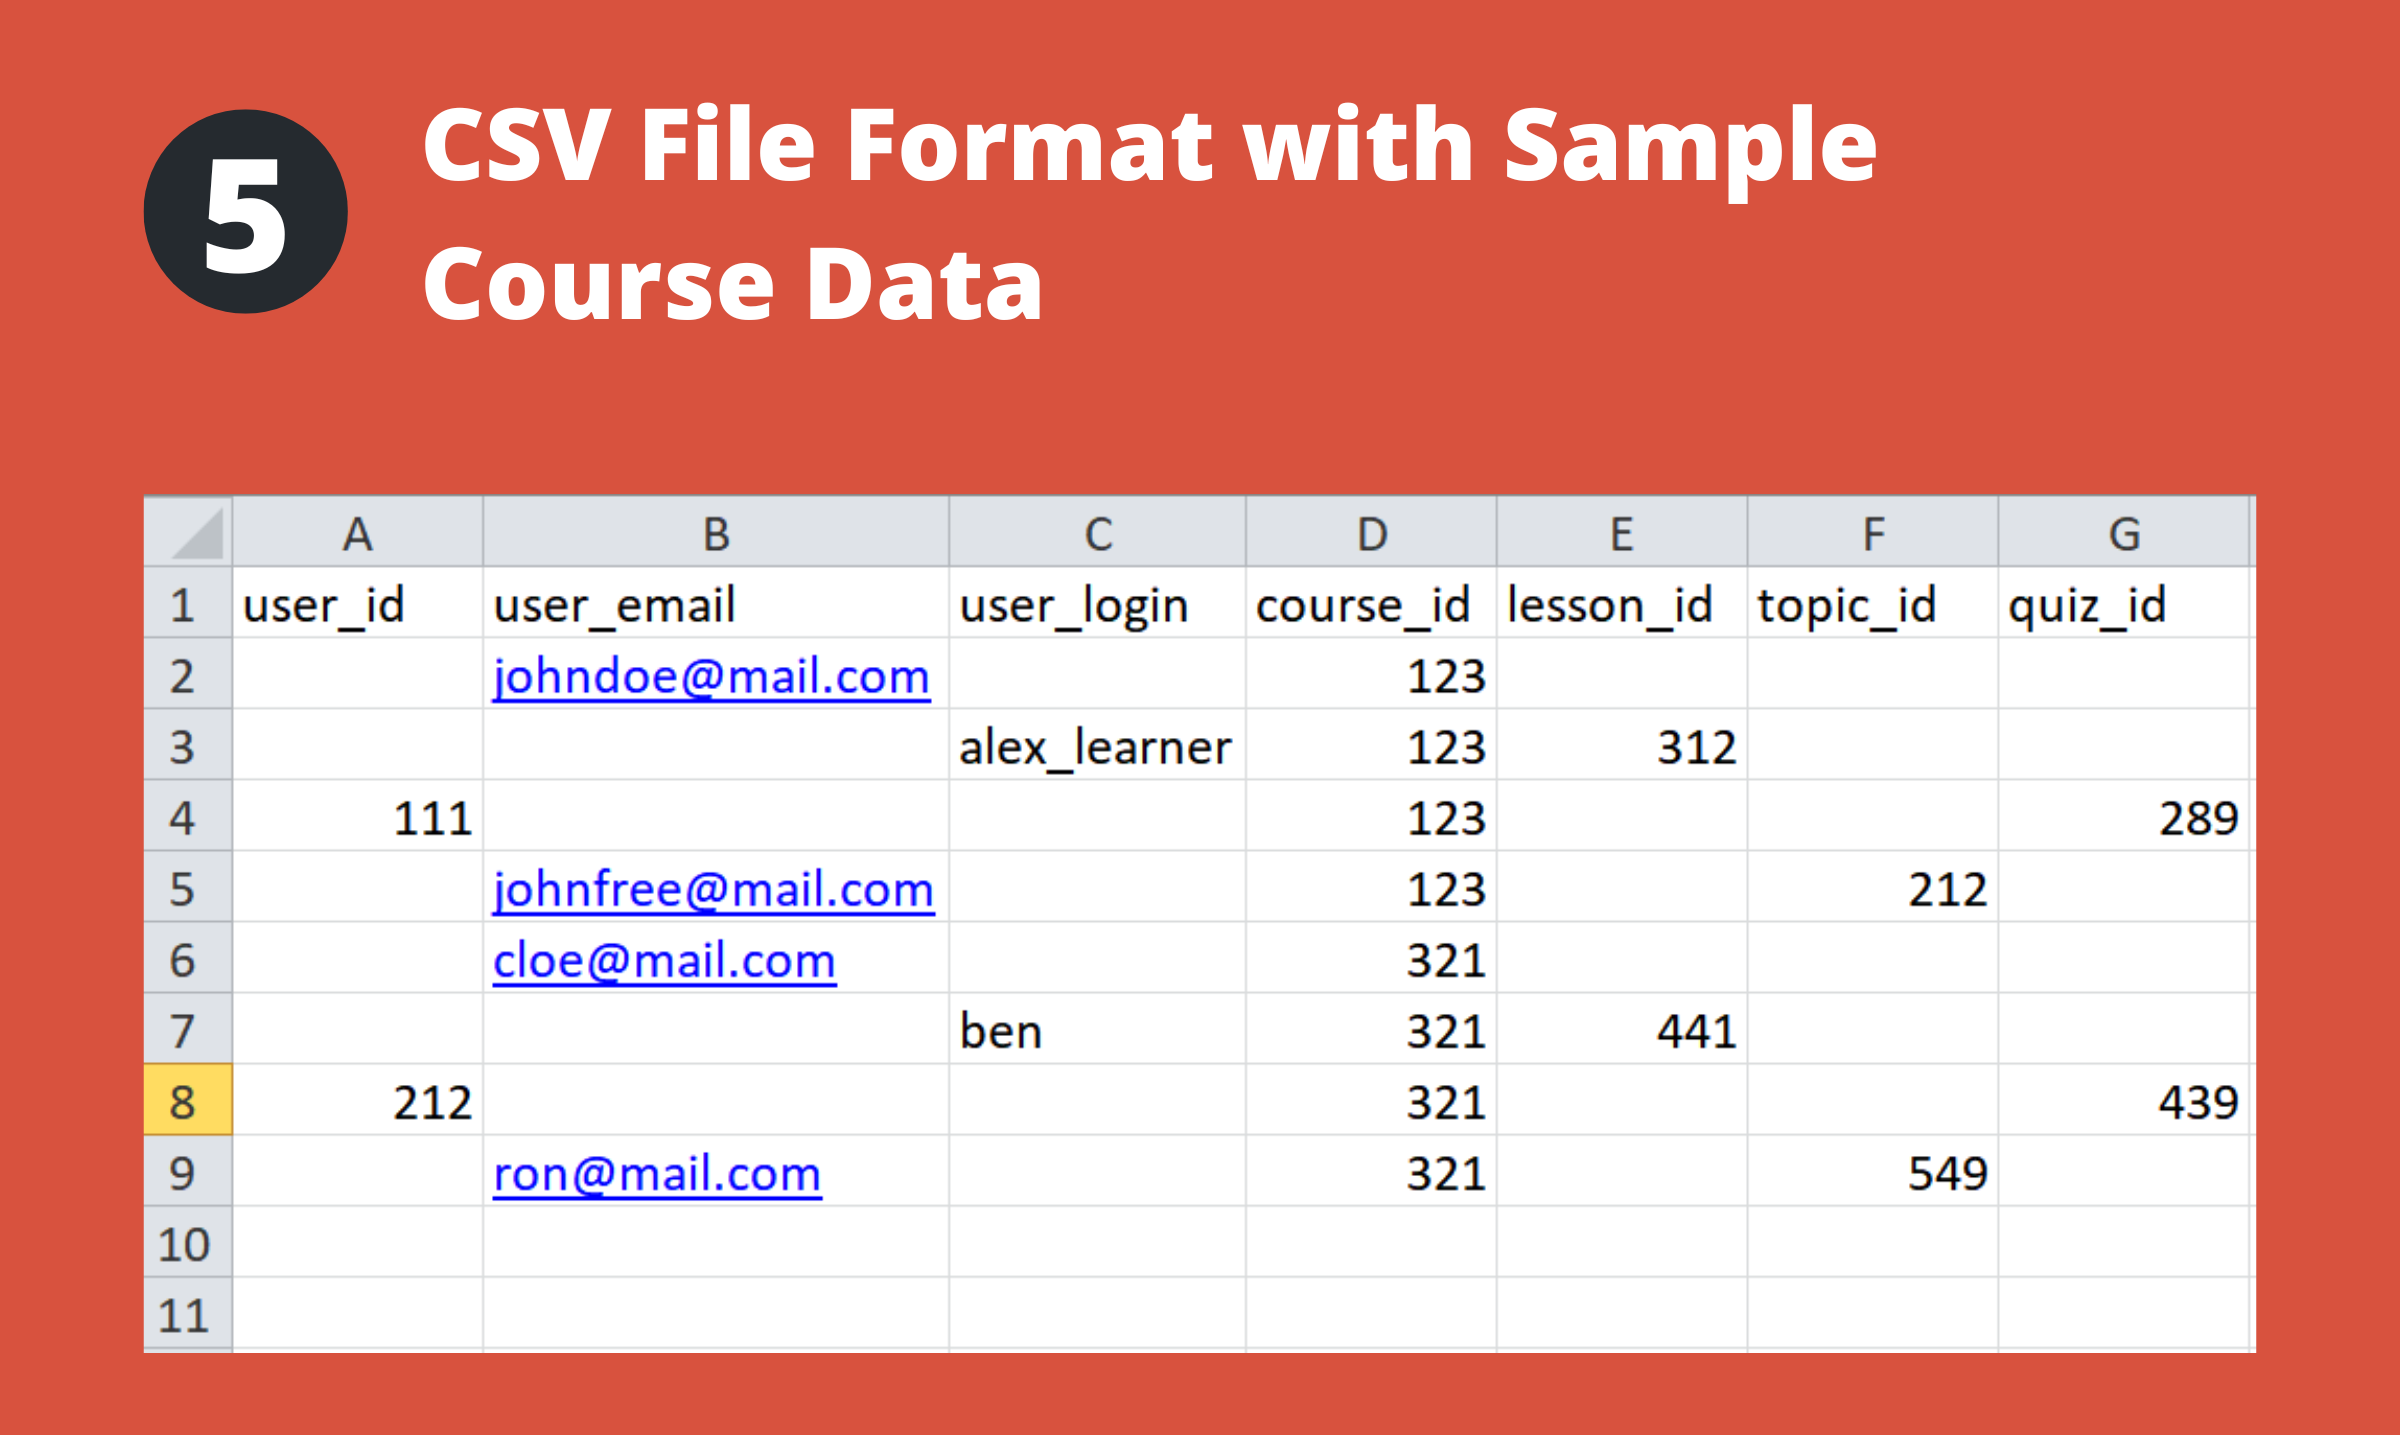 5
CSV File Format with Sample
Course Data
A B C D E F G
1 user_id user_email user_login course_id lesson_id topic_id quiz_id
2 johndoe@mail.com 123
3 alex_learner 123 312
4 111 123 289
5 johnfree@mail.com 123 212
6 cloe@mail.com 321
7 ben 321 441
8 212 321 439
9 ron@mail.com 321 549
10
11